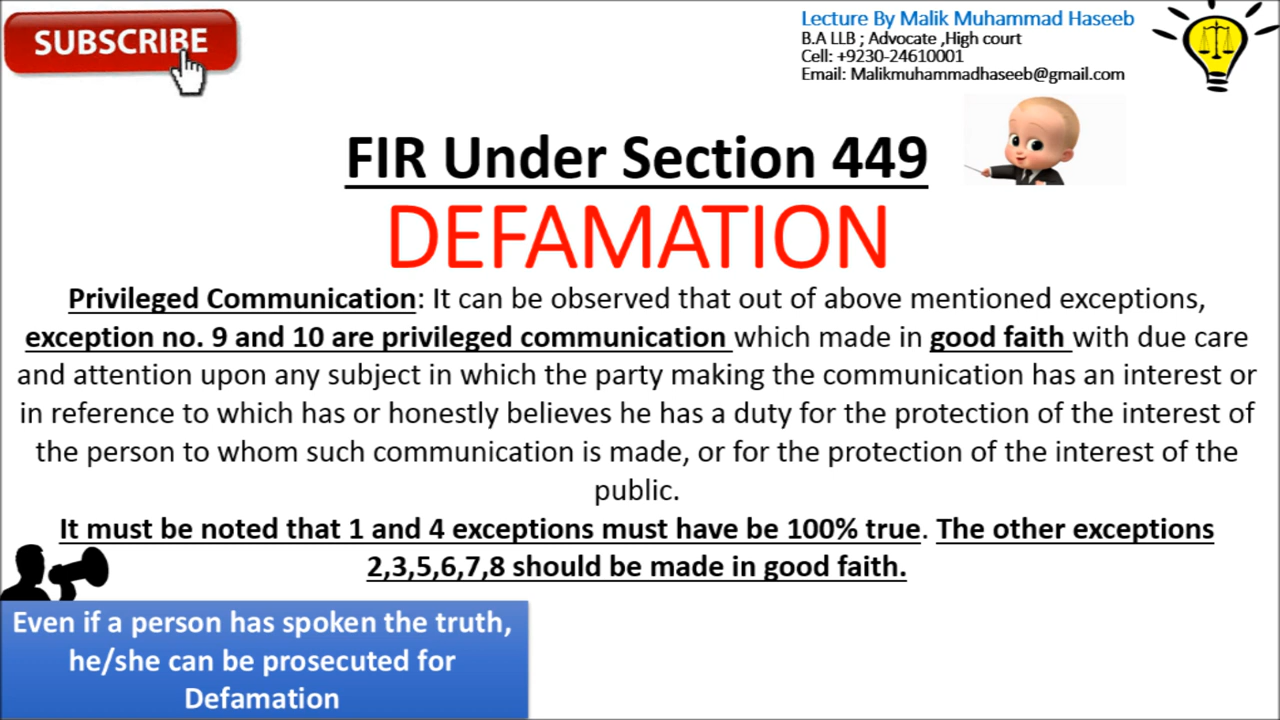 SUBSCRIBE
Lecture By Malik Muhammad Haseeb
B.A LLB ; Advocate ,High court
Cell: +9230-24610001
Email: Malikmuhammadhaseeb@gmail.com
FIR Under Section 449
DEFAMATION
Privileged Communication: It can be observed that out of above mentioned exceptions,
exception no. 9 and 10 are privileged communication which made in good faith with due care
and attention upon any subject in which the party making the communication has an interest or
in reference to which has or honestly believes he has a duty for the protection of the interest of
the person to whom such communication is made, or for the protection of the interest of the
public.
It must be noted that 1 and 4 exceptions must have be 100% true. The other exceptions
2,3,5,6,7,8 should be made in good faith.
Even if a person has spoken the truth,
he/she can be prosecuted for
Defamation